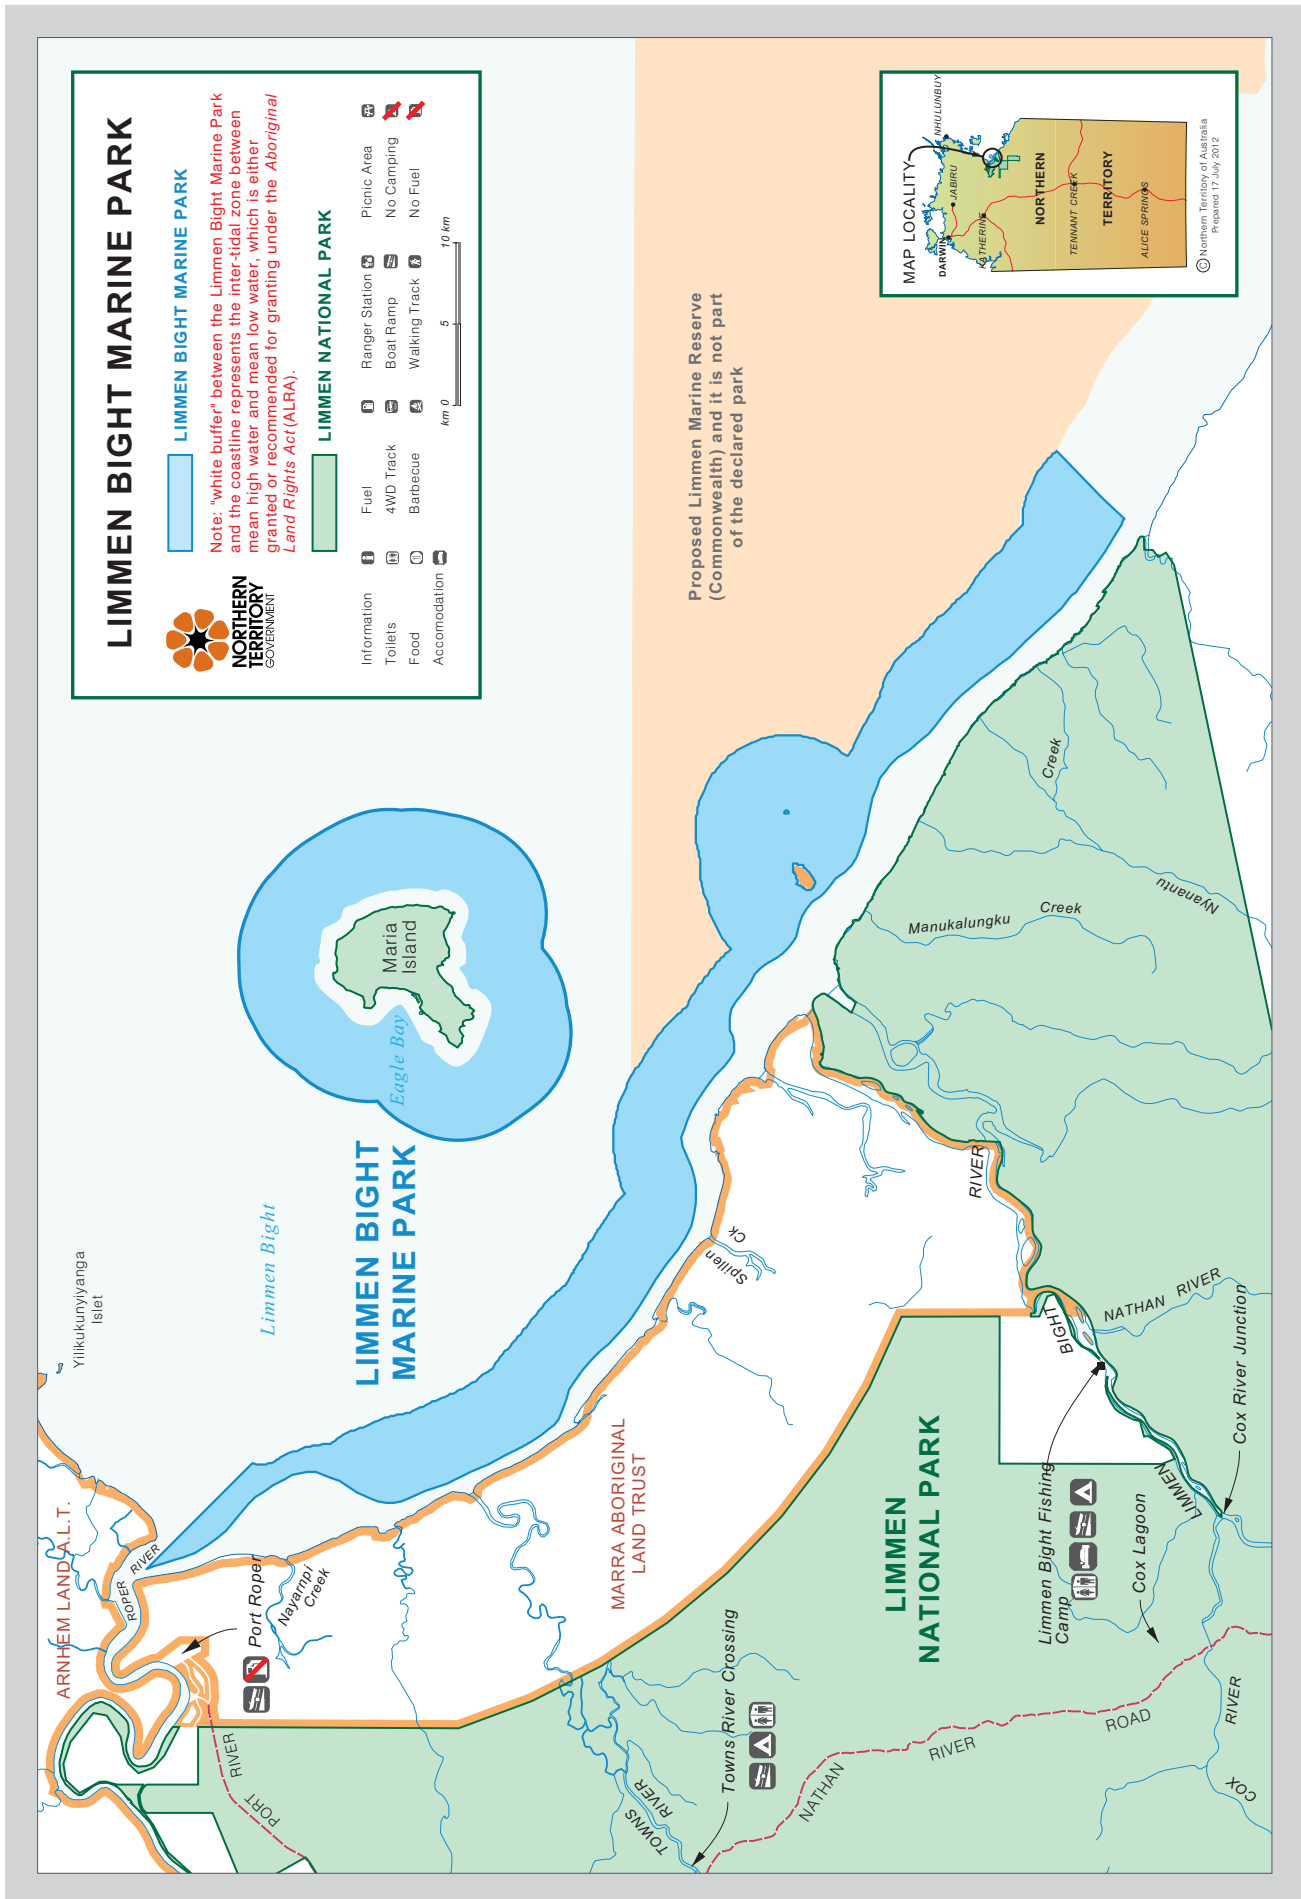 LIMMEN BIGHT MARINE PARK
LIMMEN BIGHT MARINE PARK
Note: "white buffer" between the Limmen Bight Marine Park
and the coastline represents the inter-tidal zone between
mean high water and mean low water, which is either
granted or recommended for granting under the Aboriginal
Land Rights Act (ALRA).
LIMMEN NATIONAL PARK
NORTHERN
TERRITORY
GOVERNMENT
Information
Fuel
Ranger Station
Picnic Area
Toilets
4WD Track
Boat Ramp
No Camping
Food
Barbecue
Walking Track
No Fuel
Accomodation
km 0
5
10 km
MAP LOCALITY
DARWIN
JABIRU
NHULUNBUY
KATHERINE
NORTHERN
TENNANT CREEK
TERRITORY
ALICE SPRINGS
© Northern Territory of Australia
Prepared 17 July 2012
Proposed Limmen Marine Reserve
(Commonwealth) and it is not part
of the declared park
Yilikukunyiyanga
Islet
Limmen Bight
LIMMEN BIGHT
MARINE PARK
Maria
Island
Eagle Bay
ARNHEM LAND A.L.T.
ROPER
RIVER
Port Roper
Nayarnpi
Creek
PORT
RIVER
MARRA ABORIGINAL
LAND TRUST
Spillen
Ck
Towns River Crossing
TOWNS
RIVER
NATHAN
RIVER
ROAD
LIMMEN
NATIONAL PARK
Limmen Bight Fishing
Camp
Cox Lagoon
Cox River Junction
LIMMEN
BIGHT
RIVER
NATHAN RIVER
COX
RIVER
Manukalungku
Creek
Nyanantu
Creek